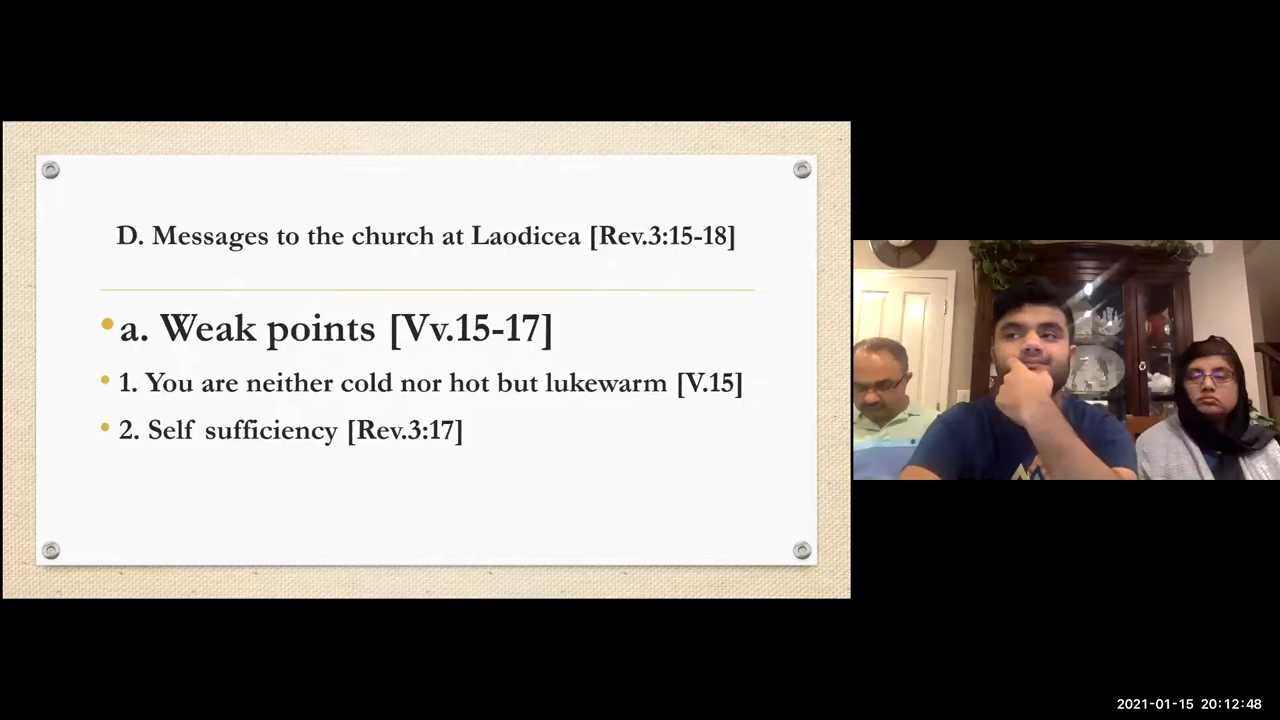 D. Messages to the church at Laodicea [Rev.3:15-18]
• a. Weak points [Vv.15-17]
• 1. You are neither cold nor hot but lukewarm [V.15]
• 2. Self sufficiency [Rev.3:17]
2021-01-15 20:12:48